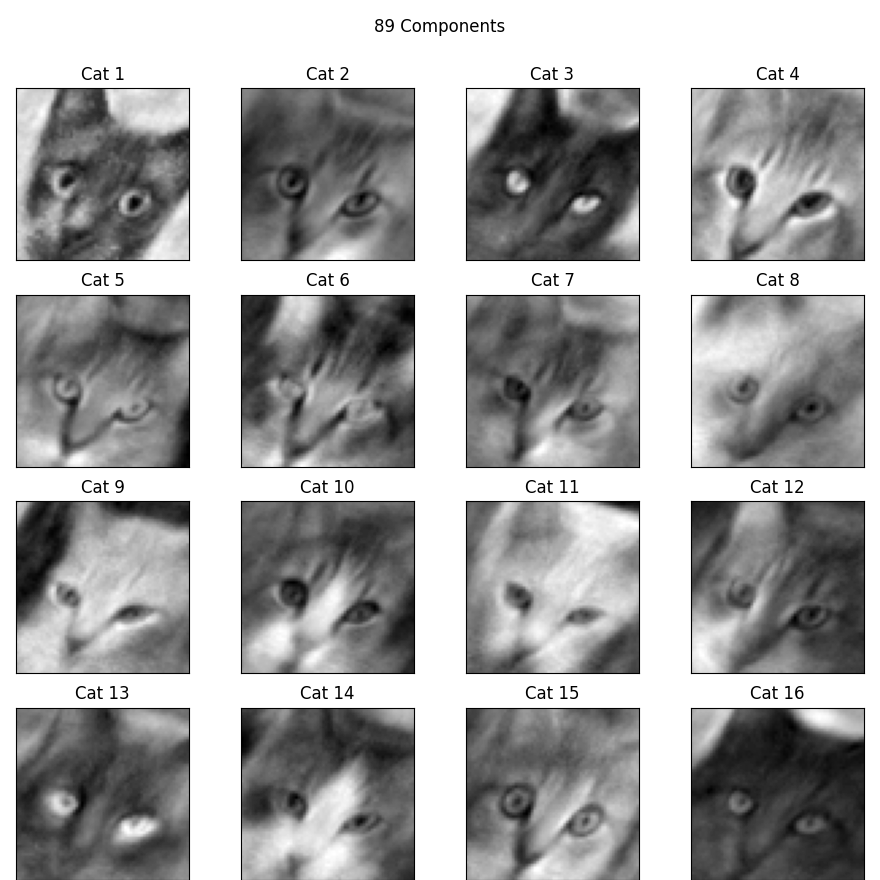 89 Components
Cat 1
Cat 2
Cat 3
Cat 4
Cat 5
Cat 6
Cat 7
Cat 8
Cat 9
Cat 10
Cat 11
Cat 12
Cat 13
Cat 14
Cat 15
Cat 16